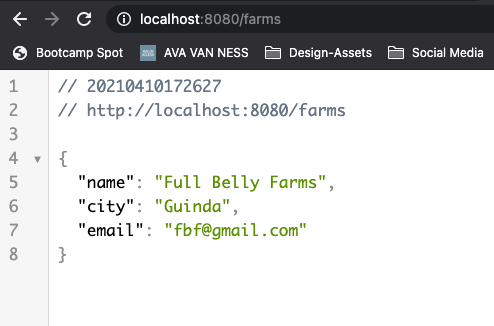 localhost:8080/farms
Bootcamp Spot AVA VAN NESS Design-Assets Social Media
1 // 20210410172627
2 // http://localhost:8080/farms
3
4 {
5 "name": "Full Belly Farms",
6 "city": "Guinda",
7 "email": "fbf@gmail.com"
8 }